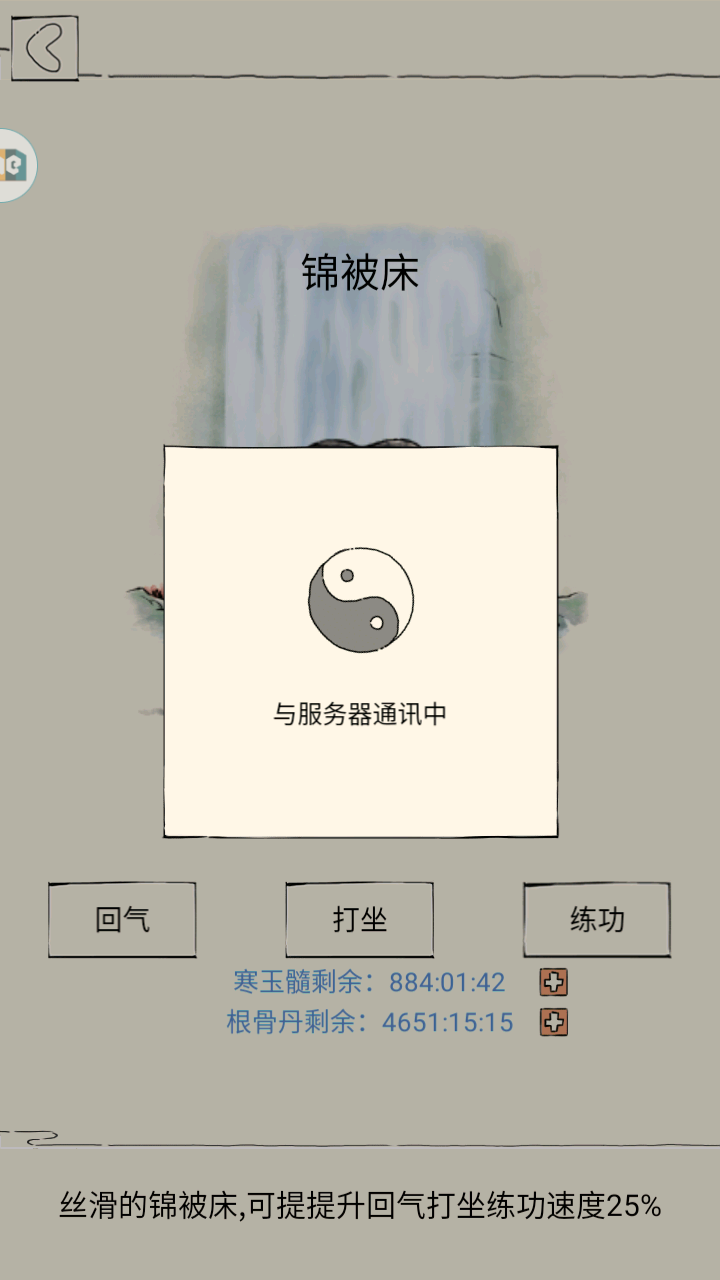 锦被床
与服务器通讯中
回气
打坐
练功
寒玉髓剩余：884:01:42
根骨丹剩余：4651:15:15
丝滑的锦被床,可提提升回气打坐练功速度25%